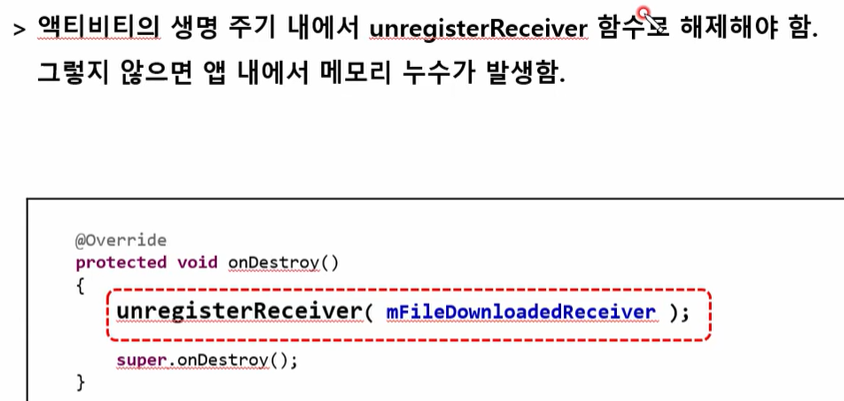 > 액티비티의 생명 주기 내에서 unregisterReceiver 함수로 해제해야 함.
그렇지 않으면 앱 내에서 메모리 누수가 발생함.
@Override
protected void onDestroy()
{
unregisterReceiver( mFileDownloadedReceiver );
super.onDestroy();
}